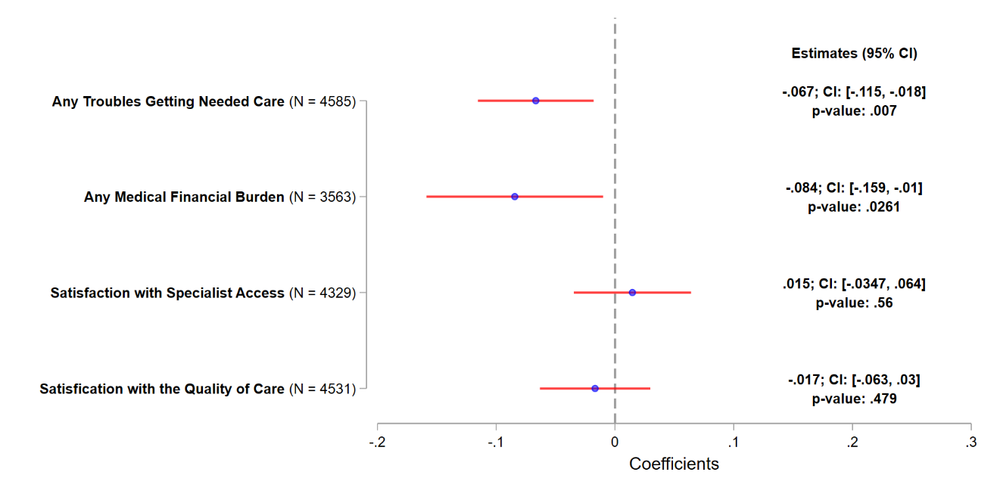 Estimates (95% CI)
Any Troubles Getting Needed Care (N = 4585)
-.067; CI: [-.115, -.018]
p-value: .007
Any Medical Financial Burden (N = 3563)
-.084; CI: [-.159, -.01]
p-value: .0261
Satisfaction with Specialist Access (N = 4329)
.015; CI: [-.0347, .064]
p-value: .56
Satisfication with the Quality of Care (N = 4531)
-.017; CI: [-.063, .03]
p-value: .479
-.2 -.1 0 .1 .2 .3
Coefficients